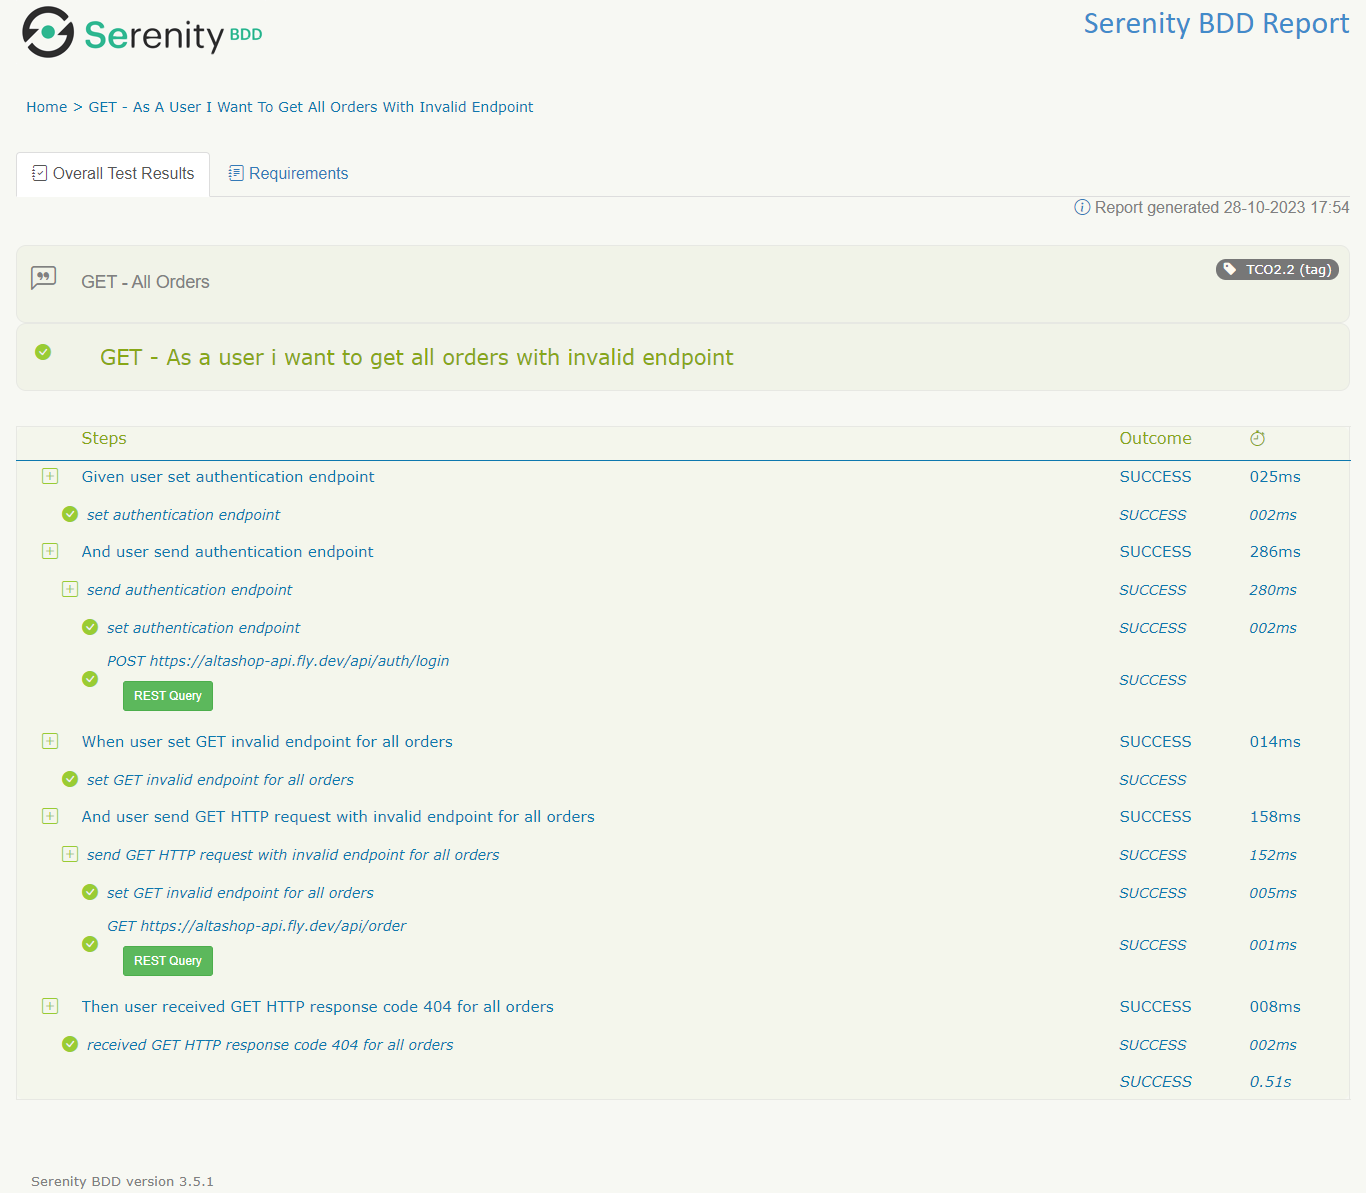 Serenity BDD
Serenity BDD Report
Home > GET - As A User I Want To Get All Orders With Invalid Endpoint
Overall Test Results
Requirements
Report generated 28-10-2023 17:54
GET - All Orders
TCO2.2 (tag)
GET - As a user i want to get all orders with invalid endpoint
Steps Outcome
Given user set authentication endpoint SUCCESS 025ms
set authentication endpoint SUCCESS 002ms
And user send authentication endpoint SUCCESS 286ms
send authentication endpoint SUCCESS 280ms
set authentication endpoint SUCCESS 002ms
POST https://altashop-api.fly.dev/api/auth/login
SUCCESS
REST Query
When user set GET invalid endpoint for all orders SUCCESS 014ms
set GET invalid endpoint for all orders SUCCESS
And user send GET HTTP request with invalid endpoint for all orders SUCCESS 158ms
send GET HTTP request with invalid endpoint for all orders SUCCESS 152ms
set GET invalid endpoint for all orders SUCCESS 005ms
GET https://altashop-api.fly.dev/api/order
SUCCESS 001ms
REST Query
Then user received GET HTTP response code 404 for all orders SUCCESS 008ms
received GET HTTP response code 404 for all orders SUCCESS 002ms
SUCCESS 0.51s
Serenity BDD version 3.5.1